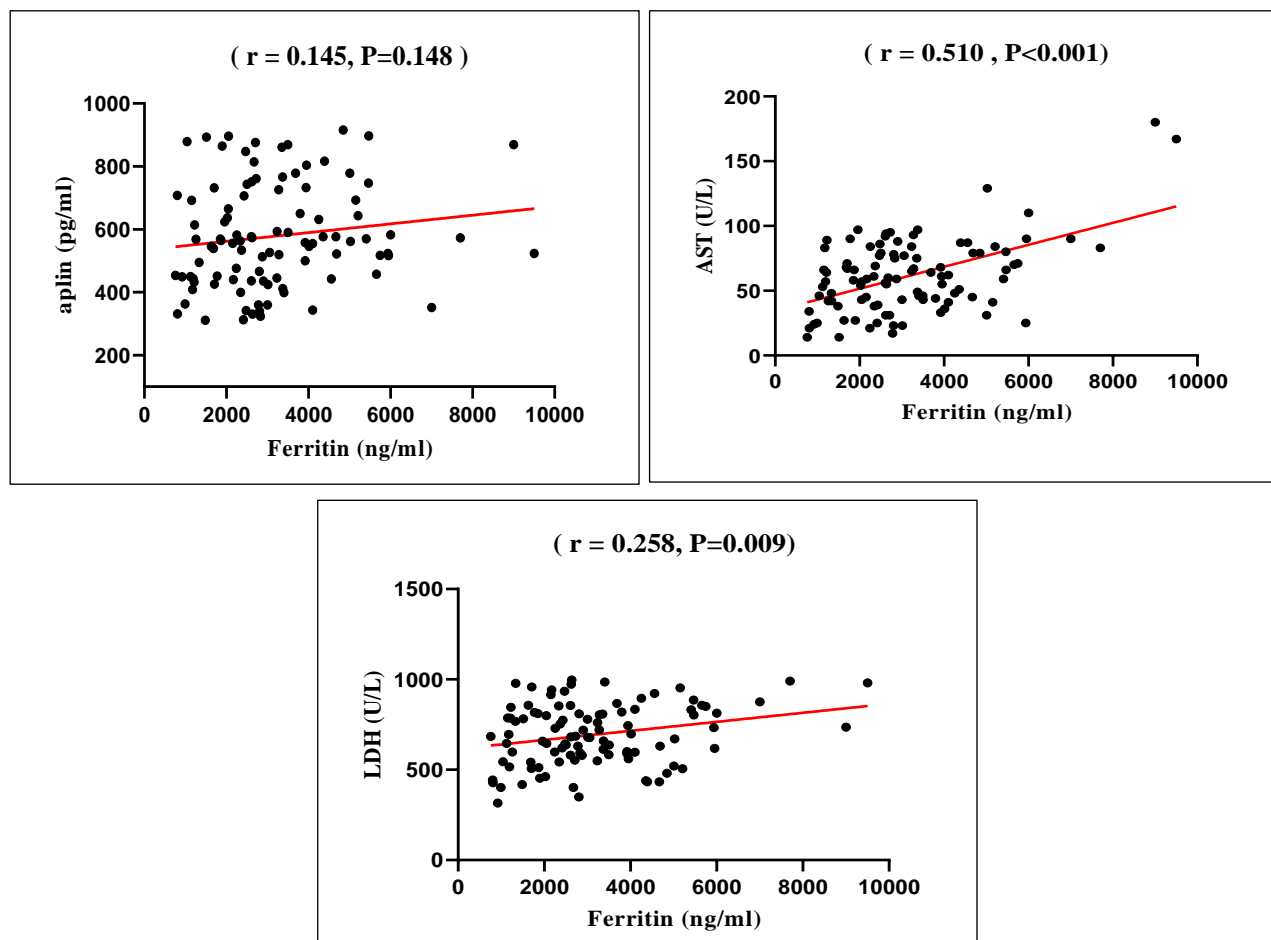 ( r = 0.145, P=0.148 )
1000
800
600
400
200
aplin (pg/ml)
0 2000 4000 6000 8000 10000
Ferritin (ng/ml)
( r = 0.510 , P<0.001)
200
150
100
50
0
AST (U/L)
0 2000 4000 6000 8000 10000
Ferritin (ng/ml)
( r = 0.258, P=0.009)
1500
1000
500
0
LDH (U/L)
0 2000 4000 6000 8000 10000
Ferritin (ng/ml)